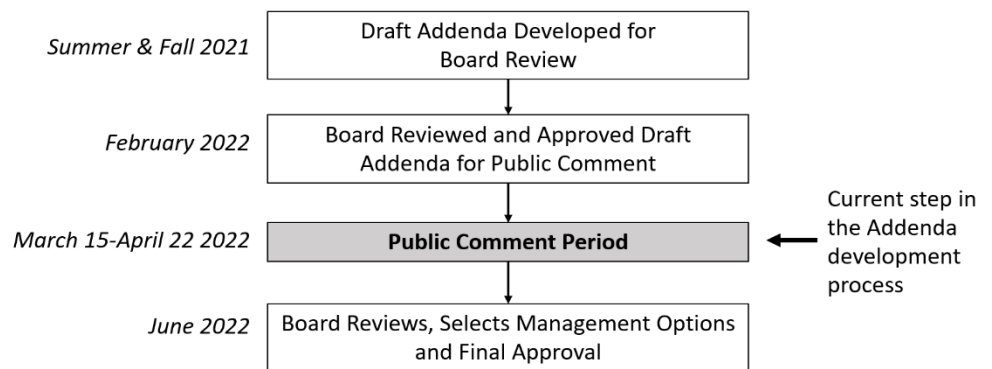 Summer & Fall 2021
Draft Addenda Developed for
Board Review
February 2022
Board Reviewed and Approved Draft
Addenda for Public Comment
March 15-April 22 2022
Public Comment Period
Current step in
the Addenda
development
process
June 2022
Board Reviews, Selects Management Options
and Final Approval